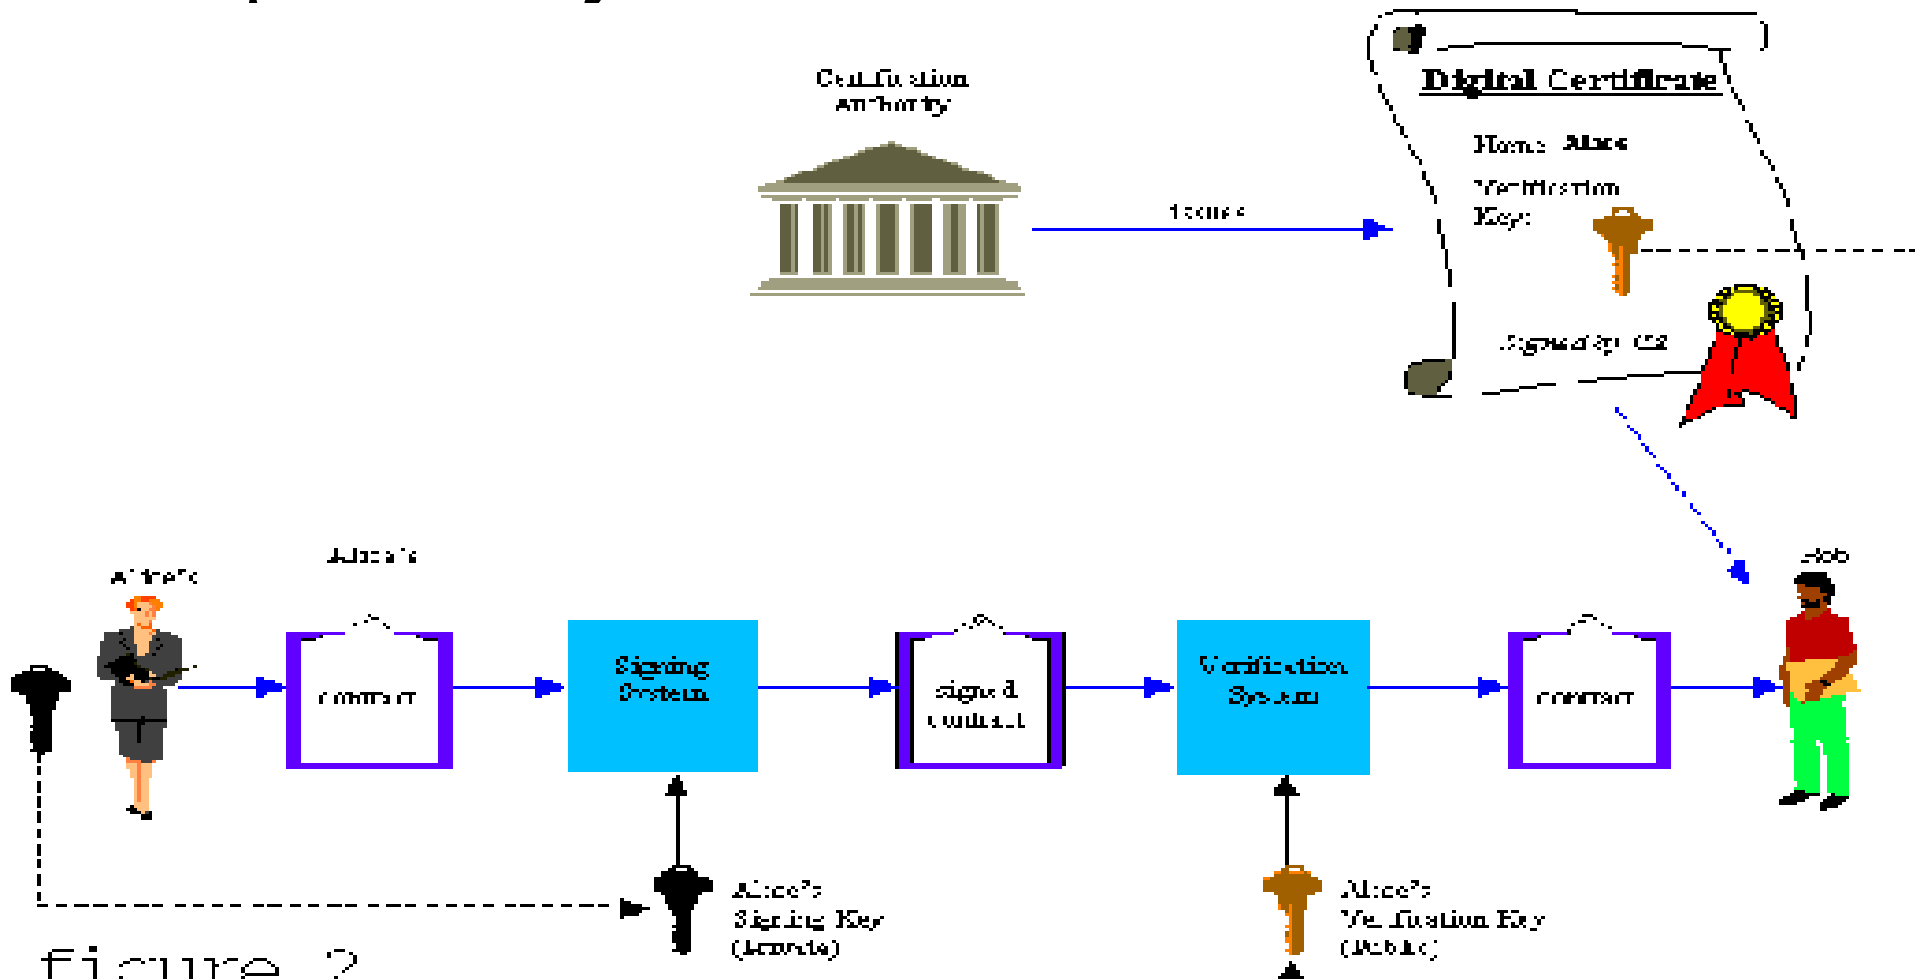 Certification
Authority
Digital Certificate
Name: Alice
Verification
Key:
issues
Signed by CA
Alice's
Alice's
Bob
contract
Signing
System
signed
contract
Verification
System
contract
Alice's
Signing Key
(Private)
Alice's
Verification Key
(Public)
figure 2